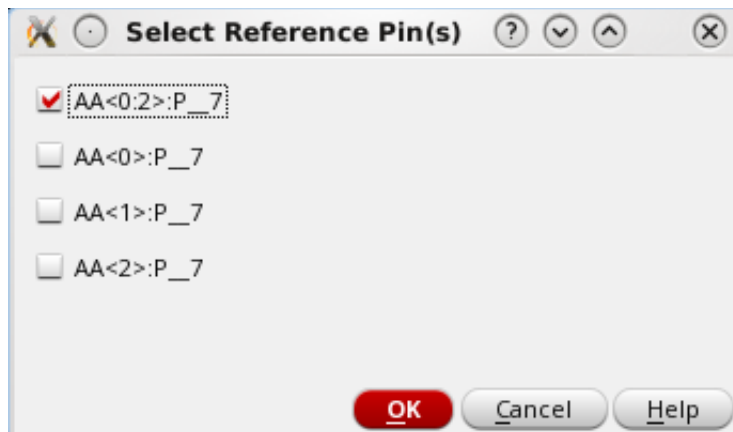 Select Reference Pin(s)
AA<0:2>:P__7
AA<0>:P__7
AA<1>:P__7
AA<2>:P__7
OK Cancel Help